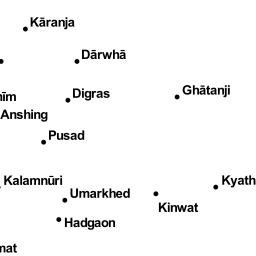 Kāranja
Dārwhā
Digras
Ghātanji
Anshing
Pusad
Kalamnūri
Kyath
Umarkhed
Kinwat
Hadgaon